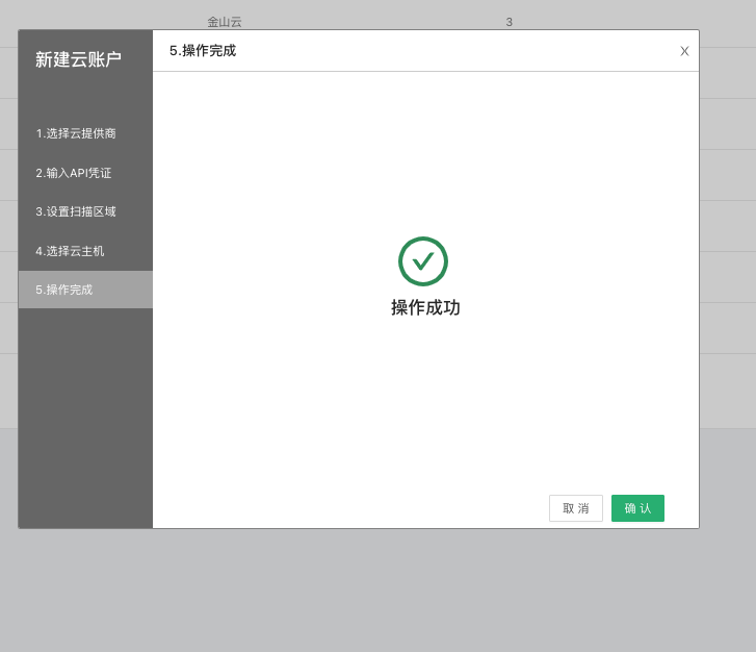 金山云 3
新建云账户
5.操作完成
X
1.选择云提供商
2.输入API凭证
3.设置扫描区域
4.选择云主机
5.操作完成
操作成功
取 消 确 认